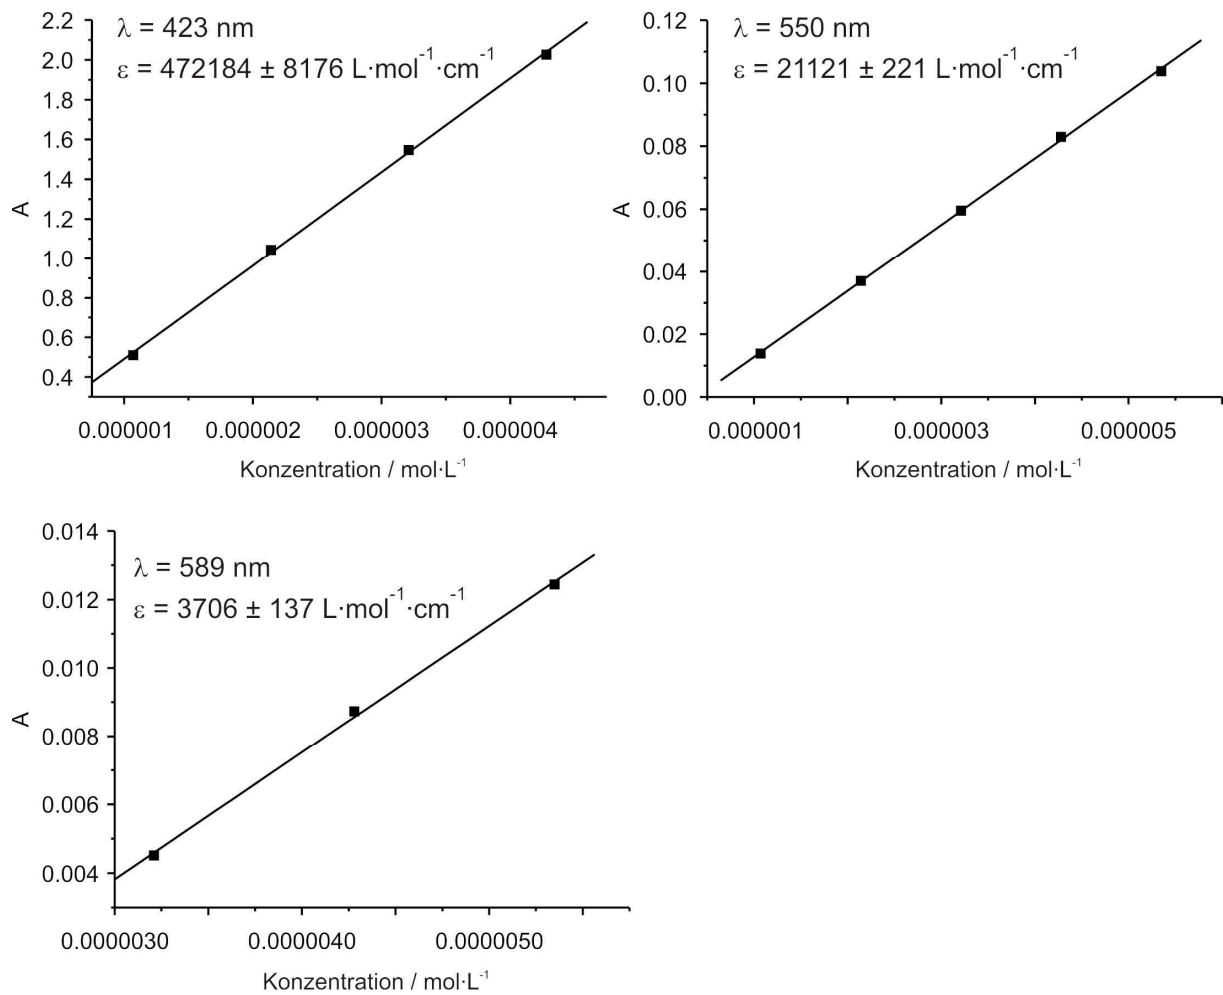 λ = 423 nm
ε = 472184 ± 8176 L·mol⁻¹·cm⁻¹
2.2
2.0
1.8
1.6
1.4
1.2
1.0
0.8
0.6
0.4
A
0.000001 0.000002 0.000003 0.000004
Konzentration / mol·L⁻¹
λ = 550 nm
ε = 21121 ± 221 L·mol⁻¹·cm⁻¹
0.12
0.10
0.08
0.06
0.04
0.02
0.00
A
0.000001 0.000003 0.000005
Konzentration / mol·L⁻¹
λ = 589 nm
ε = 3706 ± 137 L·mol⁻¹·cm⁻¹
0.014
0.012
0.010
0.008
0.006
0.004
A
0.0000030 0.0000040 0.0000050
Konzentration / mol·L⁻¹